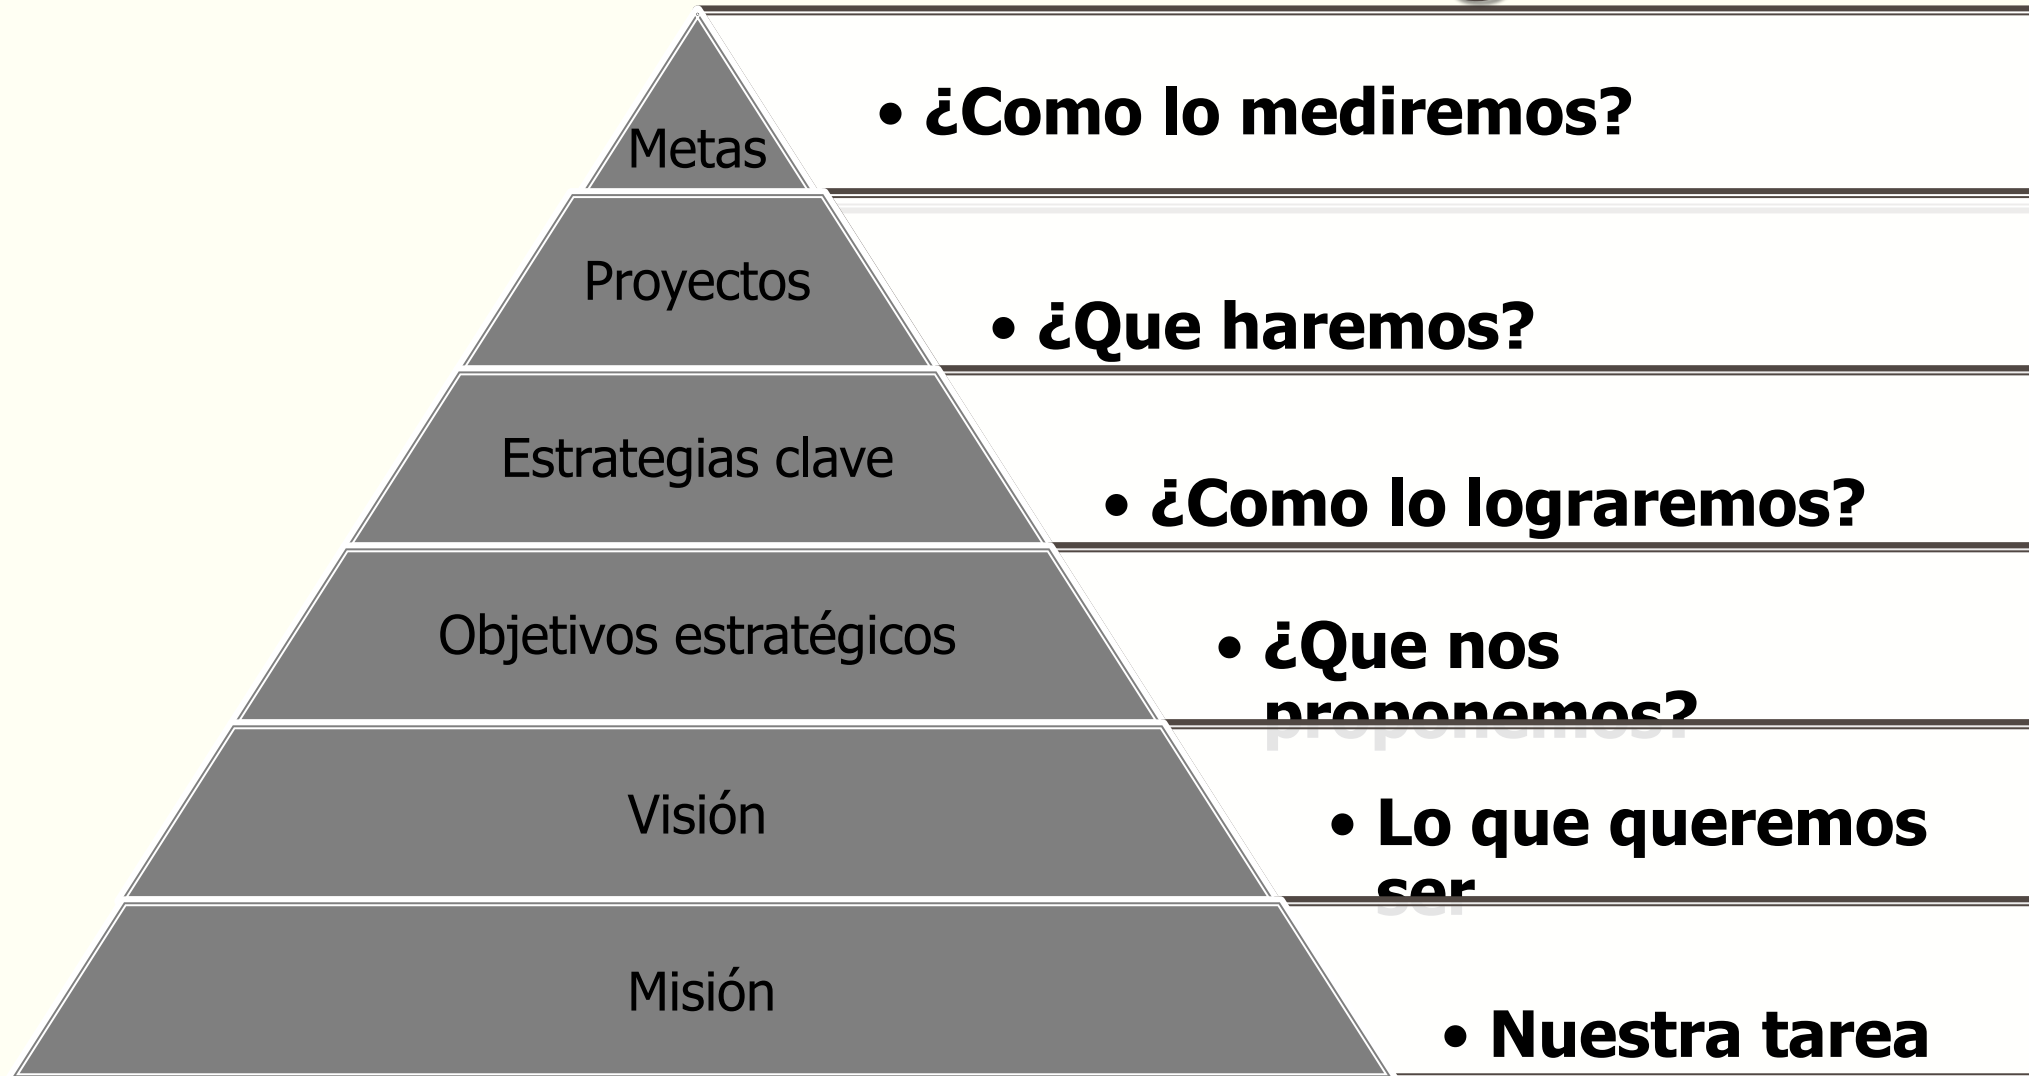 Metas
• ¿Como lo mediremos?
Proyectos
• ¿Que haremos?
Estrategias clave
• ¿Como lo lograremos?
Objetivos estratégicos
• ¿Que nos
proponemos?
Visión
• Lo que queremos
ser
Misión
• Nuestra tarea